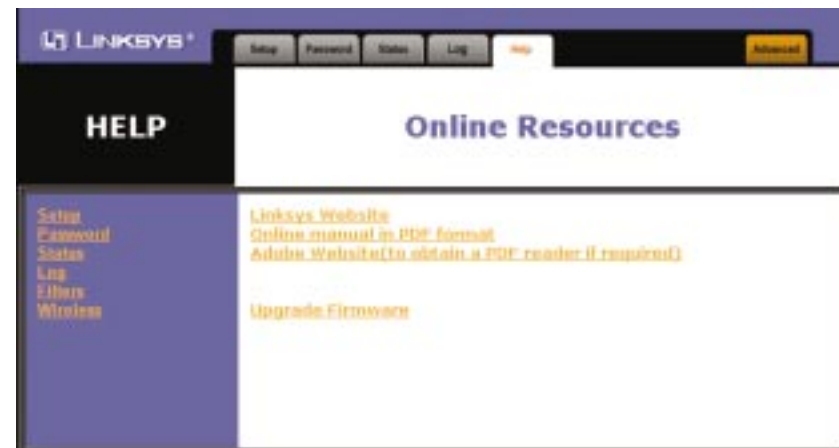 LINKSYS®
Setup Password Status Log Help Advanced
HELP
Online Resources
Setup
Password
Status
Log
Filters
Wireless
Linksys Website
Online manual in PDF format
Adobe Website(to obtain a PDF reader if required)
Upgrade Firmware